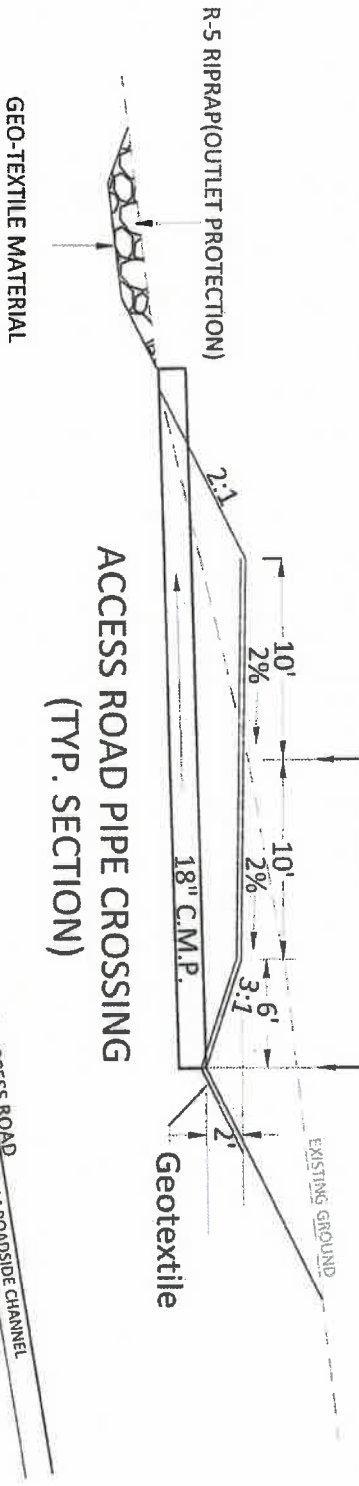 R-5 RIPRAP(OUTLET PROTECTION)
GEO-TEXTILE MATERIAL
2:1
10'
2%
10'
2%
6'
3:1
2'
EXISTING GROUND
18" C.M.P.
Geotextile
ACCESS ROAD PIPE CROSSING
(TYP. SECTION)
ROAD
ROADSIDE CHANNEL